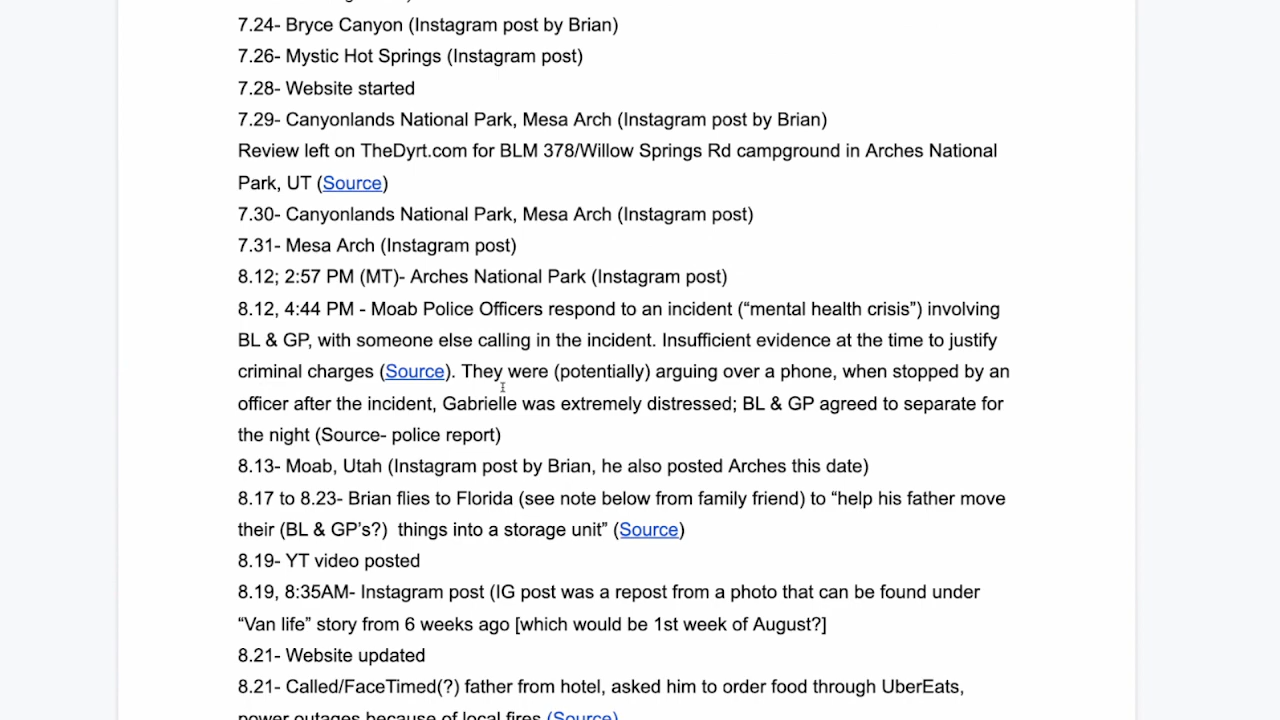 7.24- Bryce Canyon (Instagram post by Brian)
7.26- Mystic Hot Springs (Instagram post)
7.28- Website started
7.29- Canyonlands National Park, Mesa Arch (Instagram post by Brian)
Review left on TheDyrt.com for BLM 378/Willow Springs Rd campground in Arches National
Park, UT (Source)
7.30- Canyonlands National Park, Mesa Arch (Instagram post)
7.31- Mesa Arch (Instagram post)
8.12; 2:57 PM (MT)- Arches National Park (Instagram post)
8.12, 4:44 PM - Moab Police Officers respond to an incident (“mental health crisis”) involving
BL & GP, with someone else calling in the incident. Insufficient evidence at the time to justify
criminal charges (Source). They were (potentially) arguing over a phone, when stopped by an
officer after the incident, Gabrielle was extremely distressed; BL & GP agreed to separate for
the night (Source- police report)
8.13- Moab, Utah (Instagram post by Brian, he also posted Arches this date)
8.17 to 8.23- Brian flies to Florida (see note below from family friend) to “help his father move
their (BL & GP’s?)  things into a storage unit” (Source)
8.19- YT video posted
8.19, 8:35AM- Instagram post (IG post was a repost from a photo that can be found under
“Van life” story from 6 weeks ago [which would be 1st week of August?]
8.21- Website updated
8.21- Called/FaceTimed(?) father from hotel, asked him to order food through UberEats,
power outages because of local fires (Source)